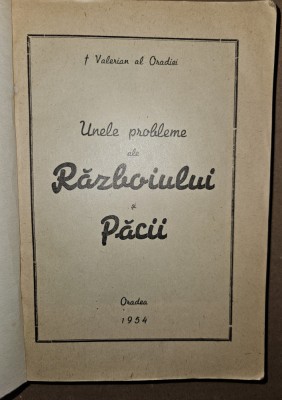 † Valerian al Oradiei
Unele probleme
ale
Războiului
și
Păcii
Oradea
1954